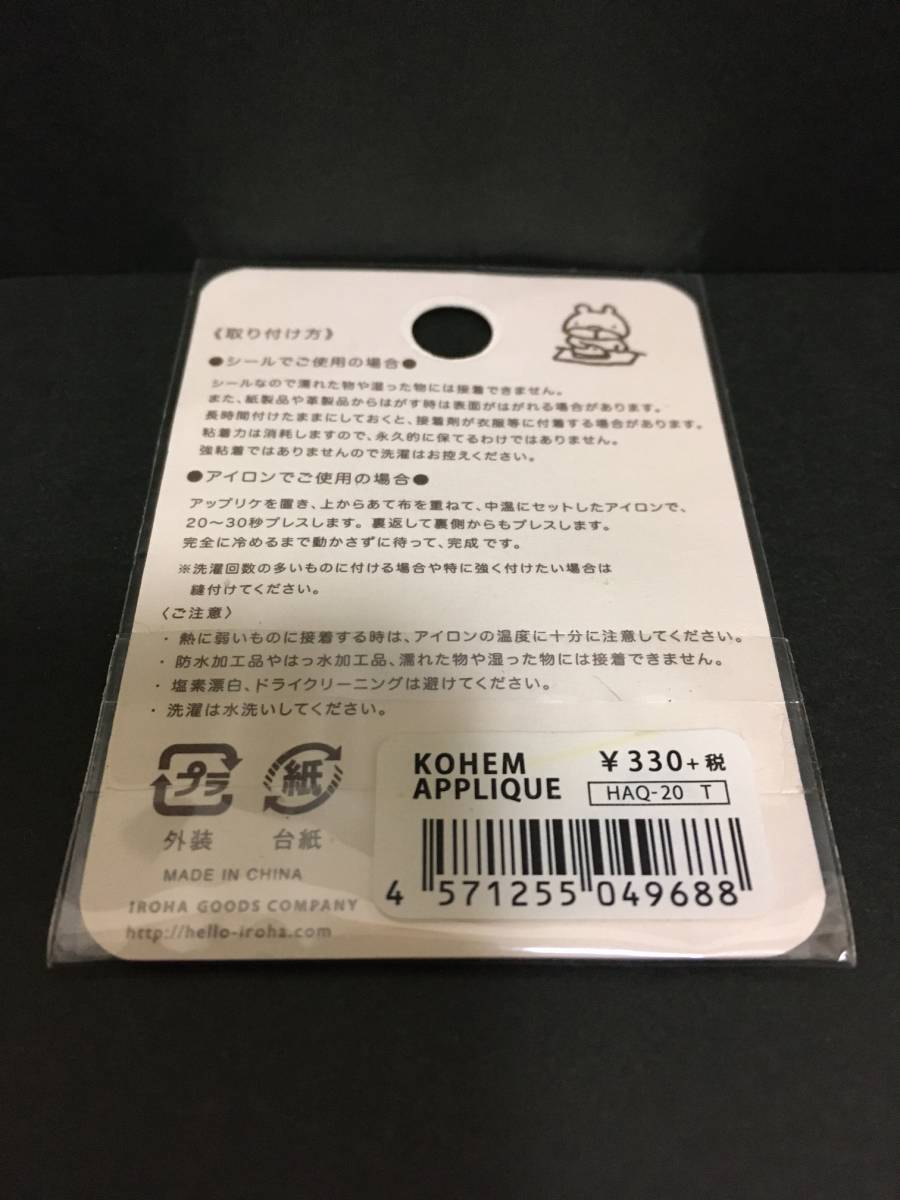 《取り付け方》
●シールでご使用の場合●
シールなので濡れた物や湿った物には接着できません。
また、紙製品や革製品からはがす時は表面がはがれる場合があります。
長時間付けたままにしておくと、接着剤が衣服等に付着する場合があります。
粘着力は消耗しますので、永久的に保てるわけではありません。
強粘着ではありませんので洗濯はお控えください。
●アイロンでご使用の場合●
アップリケを置き、上からあて布を重ねて、中温にセットしたアイロンで、
20〜30秒プレスします。裏返して裏側からもプレスします。
完全に冷めるまで動かさずに待って、完成です。
※洗濯回数の多いものに付ける場合や特に強く付けたい場合は
縫付けてください。
〈ご注意〉
・熱に弱いものに接着する時は、アイロンの温度に十分に注意してください。
・防水加工品やはっ水加工品、濡れた物や湿った物には接着できません。
・塩素漂白、ドライクリーニングは避けてください。
・洗濯は水洗いしてください。
プラ 紙
外装 台紙
MADE IN CHINA
IROHA GOODS COMPANY
http://hello-iroha.com
KOHEM
APPLIQUE
¥330+税
HAQ-20 T
4 571255 049688